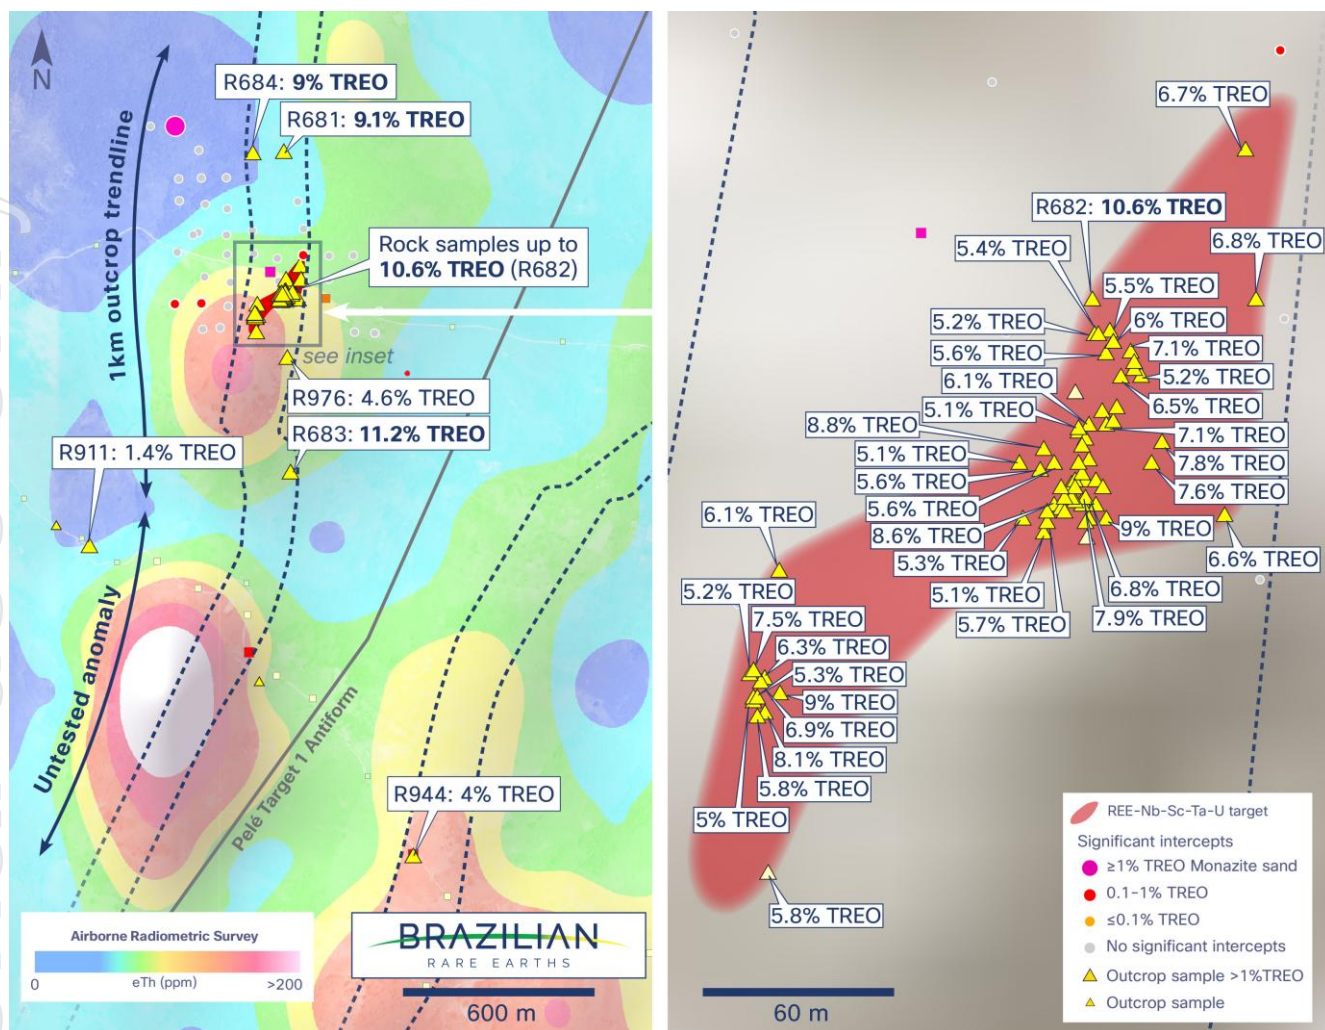 N
R684: 9% TREO
R681: 9.1% TREO
1km outcrop trendline
Rock samples up to
10.6% TREO (R682)
see inset
R976: 4.6% TREO
R683: 11.2% TREO
R911: 1.4% TREO
Untested anomaly
Pelé Target 1 Antiform
R944: 4% TREO
Airborne Radiometric Survey
0
eTh (ppm)
>200
BRAZILIAN
RARE EARTHS
600 m
6.7% TREO
R682: 10.6% TREO
5.4% TREO
6.8% TREO
5.5% TREO
5.2% TREO
6% TREO
7.1% TREO
5.6% TREO
5.2% TREO
6.1% TREO
6.5% TREO
5.1% TREO
8.8% TREO
7.1% TREO
5.1% TREO
7.8% TREO
5.6% TREO
7.6% TREO
5.6% TREO
6.1% TREO
8.6% TREO
9% TREO
5.3% TREO
6.6% TREO
5.2% TREO
5.1% TREO
6.8% TREO
7.5% TREO
5.7% TREO
7.9% TREO
6.3% TREO
5.3% TREO
9% TREO
6.9% TREO
8.1% TREO
5.8% TREO
5% TREO
5.8% TREO
60 m
REE-Nb-Sc-Ta-U target
Significant intercepts
≥1% TREO Monazite sand
0.1–1% TREO
≤0.1% TREO
No significant intercepts
Outcrop sample >1%TREO
Outcrop sample